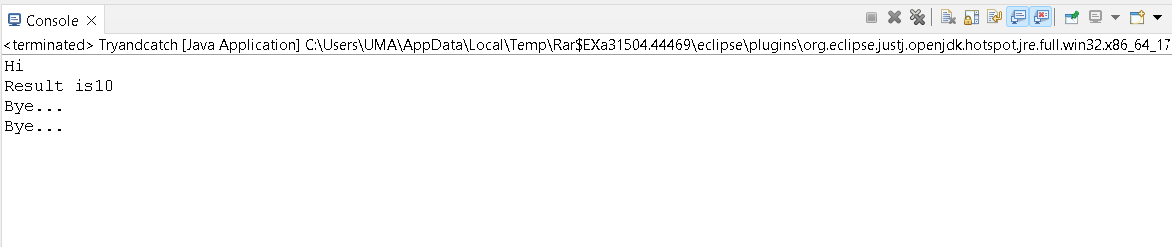 Console
<terminated> Tryandcatch [Java Application] C:\Users\UMA\AppData\Local\Temp\Rar$EXa31504.44469\eclipse\plugins\org.eclipse.justj.openjdk.hotspot.jre.full.win32.x86_64_17
Hi
Result is10
Bye...
Bye...